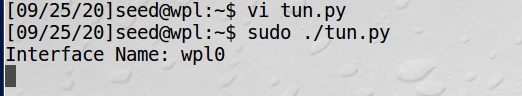 [09/25/20]seed@wpl:~$ vi tun.py
[09/25/20]seed@wpl:~$ sudo ./tun.py
Interface Name: wpl0